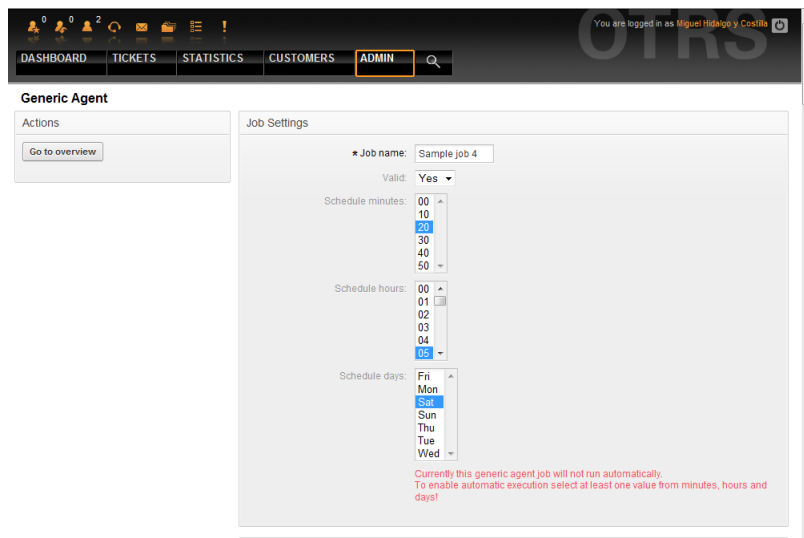 0 0 2
You are logged in as Miguel Hidalgo y Costilla
OTRS
DASHBOARD TICKETS STATISTICS CUSTOMERS ADMIN
Generic Agent
Actions
Go to overview
Job Settings
* Job name: Sample job 4
Valid: Yes
Schedule minutes: 00
10
20
30
40
50
Schedule hours: 00
01
02
03
04
05
Schedule days: Fri
Mon
Sat
Sun
Thu
Tue
Wed
Currently this generic agent job will not run automatically.
To enable automatic execution select at least one value from minutes, hours and
days!